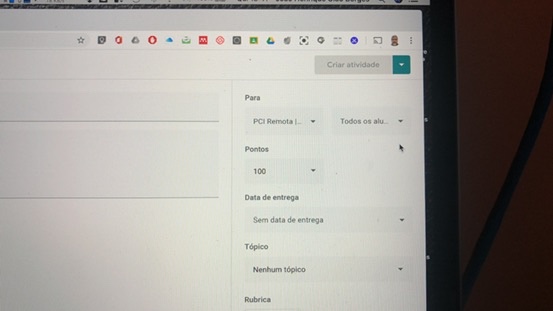 Criar atividade
Para
PCI Remota |...
Todos os alu...
Pontos
100
Data de entrega
Sem data de entrega
Tópico
Nenhum tópico
Rubrica